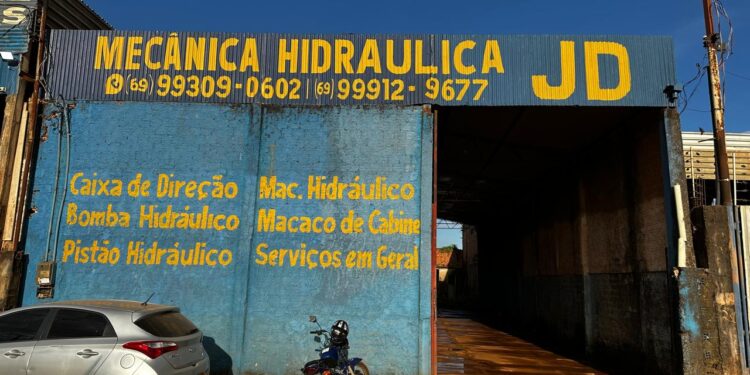 S
MECÂNICA HIDRAULICA JD
(69) 99309-0602 | (69) 99912-9677
Caixa de Direção
Bomba Hidráulico
Pistão Hidráulico
Mac. Hidráulico
Macaco de Cabine
Serviços em Geral